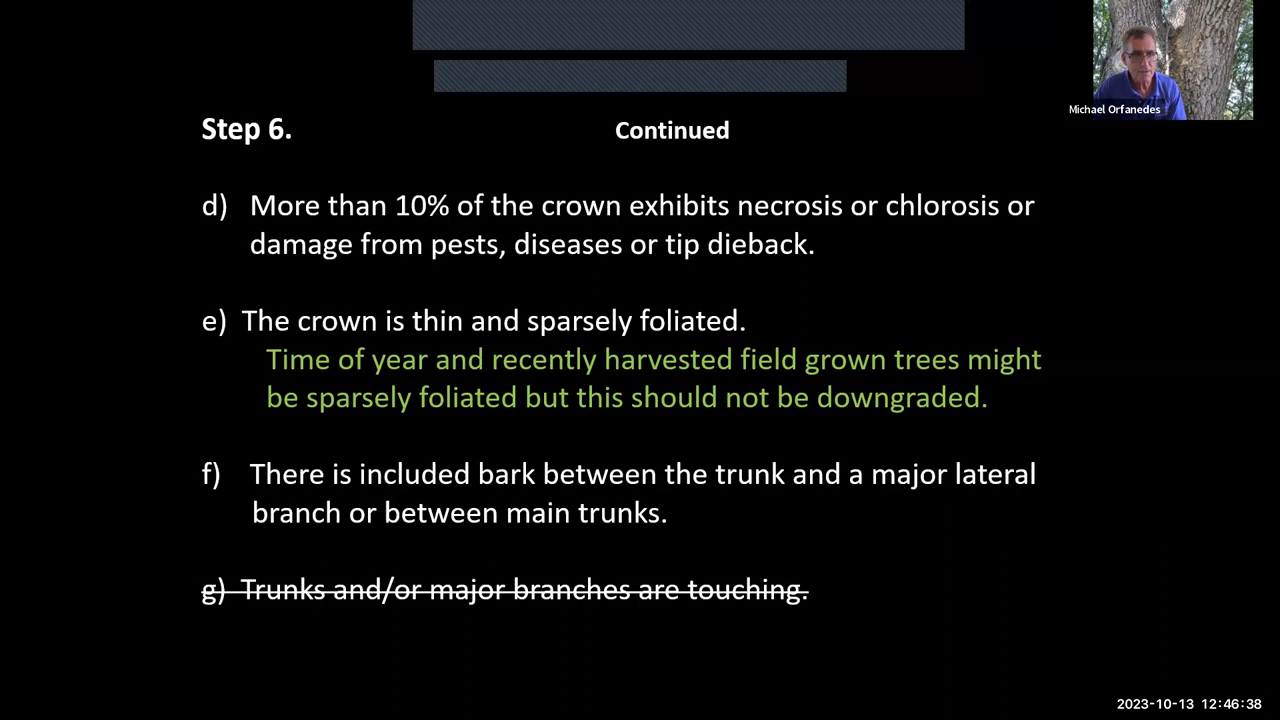 Michael Orfanedes
Step 6.
Continued
d) More than 10% of the crown exhibits necrosis or chlorosis or
damage from pests, diseases or tip dieback.
e) The crown is thin and sparsely foliated.
Time of year and recently harvested field grown trees might
be sparsely foliated but this should not be downgraded.
f) There is included bark between the trunk and a major lateral
branch or between main trunks.
g) Trunks and/or major branches are touching.
2023-10-13 12:46:38